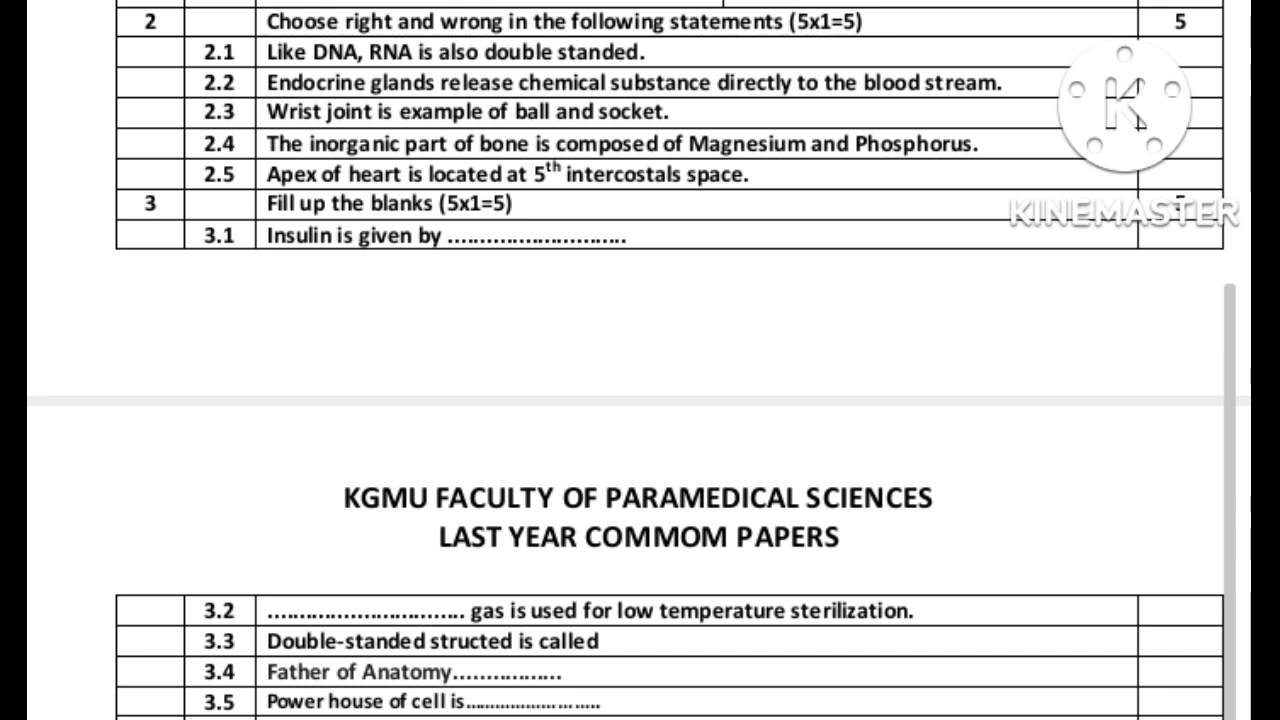 2 Choose right and wrong in the following statements (5x1=5) 5
2.1 Like DNA, RNA is also double standed.
2.2 Endocrine glands release chemical substance directly to the blood stream.
2.3 Wrist joint is example of ball and socket.
2.4 The inorganic part of bone is composed of Magnesium and Phosphorus.
2.5 Apex of heart is located at 5th intercostals space.
3 Fill up the blanks (5x1=5) 5
K
KINEMASTER
3.1 Insulin is given by ............................
KGMU FACULTY OF PARAMEDICAL SCIENCES
LAST YEAR COMMOM PAPERS
3.2 ............................... gas is used for low temperature sterilization.
3.3 Double-standed structed is called
3.4 Father of Anatomy.................
3.5 Power house of cell is.........................